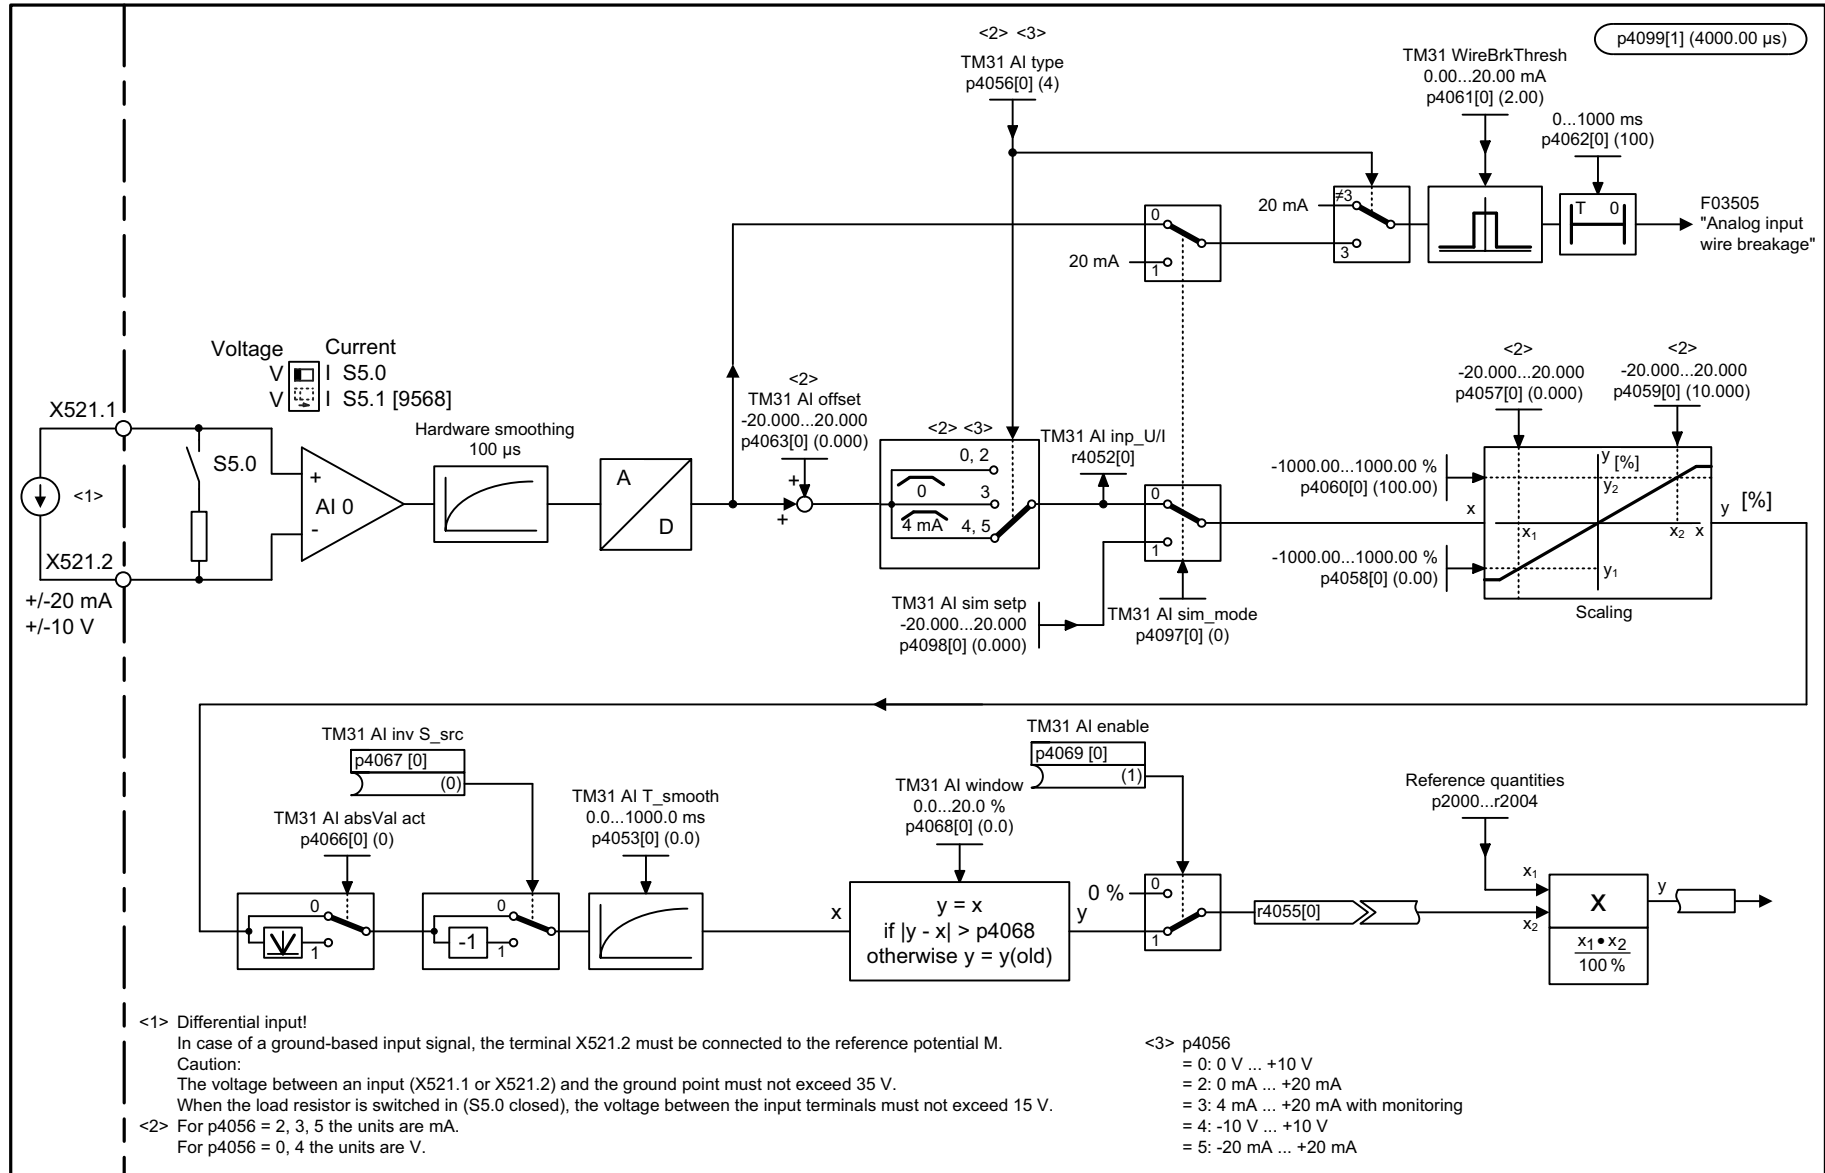 p4099[1] (4000.00 µs)
<2> <3>
TM31 AI type
p4056[0] (4)
TM31 WireBrkThresh
0.00...20.00 mA
p4061[0] (2.00)
0...1000 ms
p4062[0] (100)
0
20 mA
1
20 mA
≠3
3
T 0
F03505
"Analog input
wire breakage"
Voltage Current
V I S5.0
V I S5.1 [9568]
X521.1
S5.0
<1>
X521.2
+/-20 mA
+/-10 V
+
AI 0
-
Hardware smoothing
100 µs
A
D
<2>
TM31 AI offset
-20.000...20.000
p4063[0] (0.000)
+
+
<2> <3>
0, 2
0
3
4 mA
4, 5
TM31 AI inp_U/I
r4052[0]
0
1
TM31 AI sim setp
-20.000...20.000
p4098[0] (0.000)
TM31 AI sim_mode
p4097[0] (0)
<2>
-20.000...20.000
p4057[0] (0.000)
<2>
-20.000...20.000
p4059[0] (10.000)
-1000.00...1000.00 %
p4060[0] (100.00)
-1000.00...1000.00 %
p4058[0] (0.00)
x
y [%]
y2
x1
x2 x
y1
y [%]
Scaling
TM31 AI inv S_src
p4067 [0]
(0)
TM31 AI absVal act
p4066[0] (0)
0
1
0
-1
1
TM31 AI T_smooth
0.0...1000.0 ms
p4053[0] (0.0)
TM31 AI window
0.0...20.0 %
p4068[0] (0.0)
x
y = x
if |y - x| > p4068
otherwise y = y(old)
y
TM31 AI enable
p4069 [0]
(1)
0 %
0
1
r4055[0]
Reference quantities
p2000...r2004
x1
x2
X
x1 • x2
100 %
y
<1> Differential input!
In case of a ground-based input signal, the terminal X521.2 must be connected to the reference potential M.
Caution:
The voltage between an input (X521.1 or X521.2) and the ground point must not exceed 35 V.
When the load resistor is switched in (S5.0 closed), the voltage between the input terminals must not exceed 15 V.
<2> For p4056 = 2, 3, 5 the units are mA.
For p4056 = 0, 4 the units are V.
<3> p4056
= 0: 0 V ... +10 V
= 2: 0 mA ... +20 mA
= 3: 4 mA ... +20 mA with monitoring
= 4: -10 V ... +10 V
= 5: -20 mA ... +20 mA